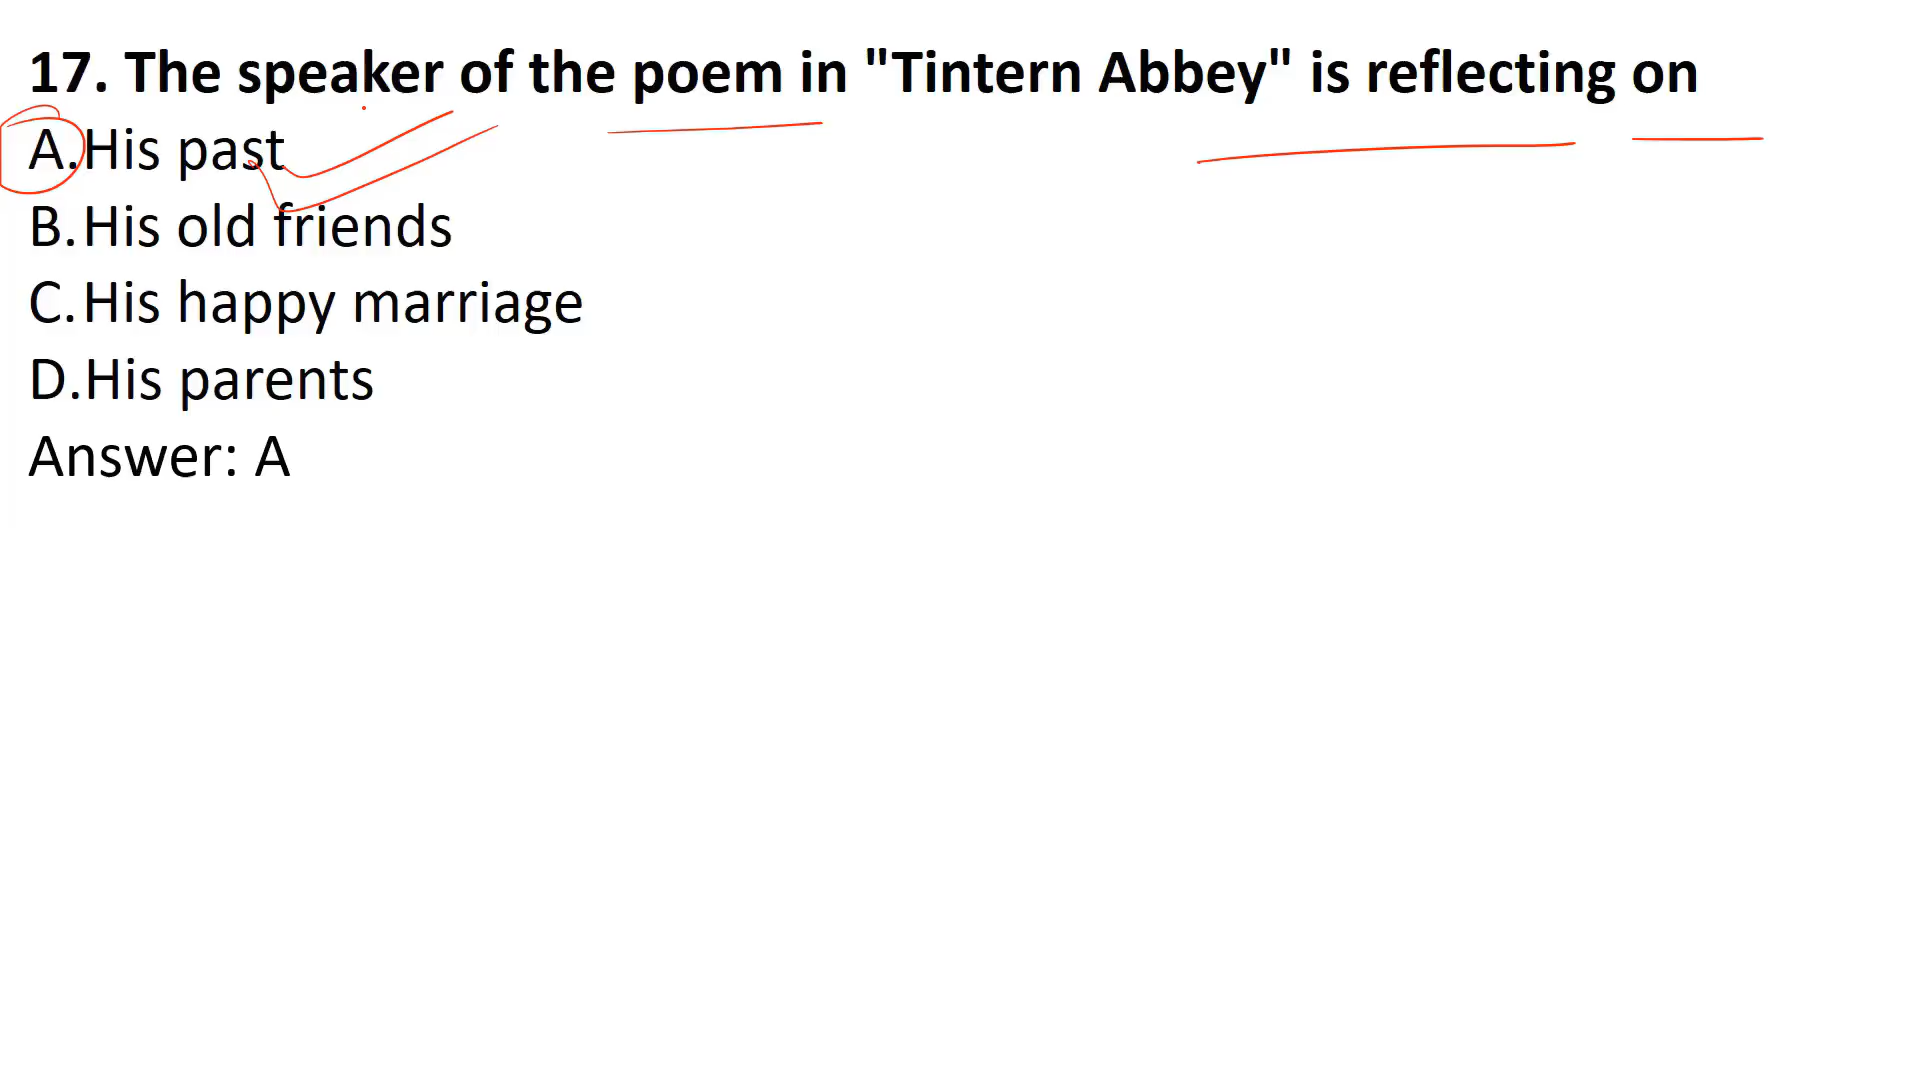 17. The speaker of the poem in "Tintern Abbey" is reflecting on
A. His past
B. His old friends
C. His happy marriage
D. His parents
Answer: A